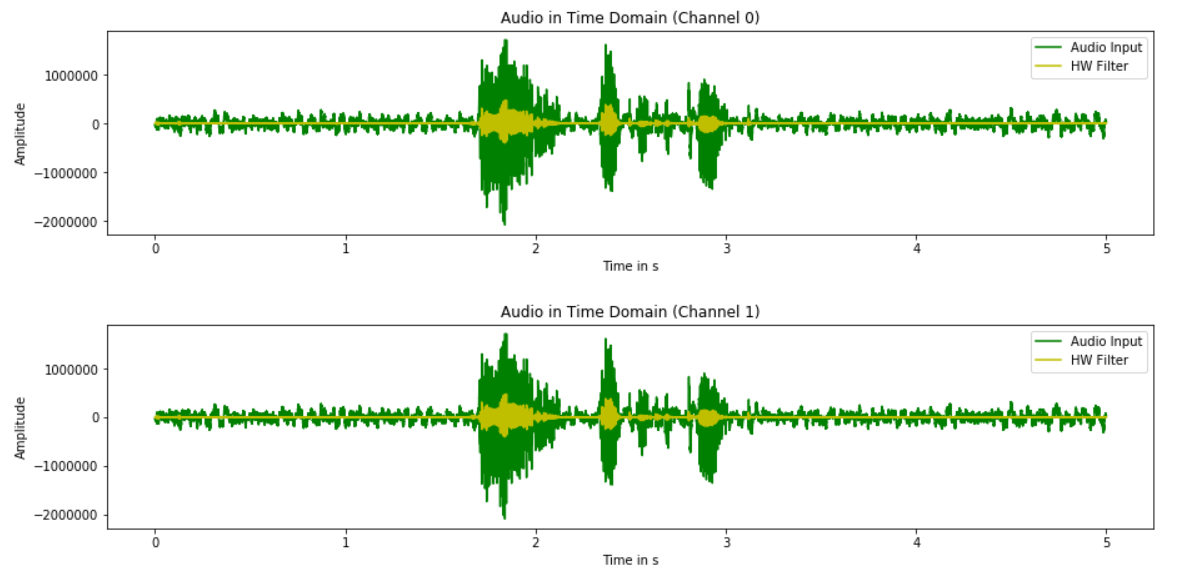 Audio in Time Domain (Channel 0)
Audio Input
HW Filter
1000000
0
−1000000
−2000000
Amplitude
0 1 2 3 4 5
Time in s
Audio in Time Domain (Channel 1)
Audio Input
HW Filter
1000000
0
−1000000
−2000000
Amplitude
0 1 2 3 4 5
Time in s